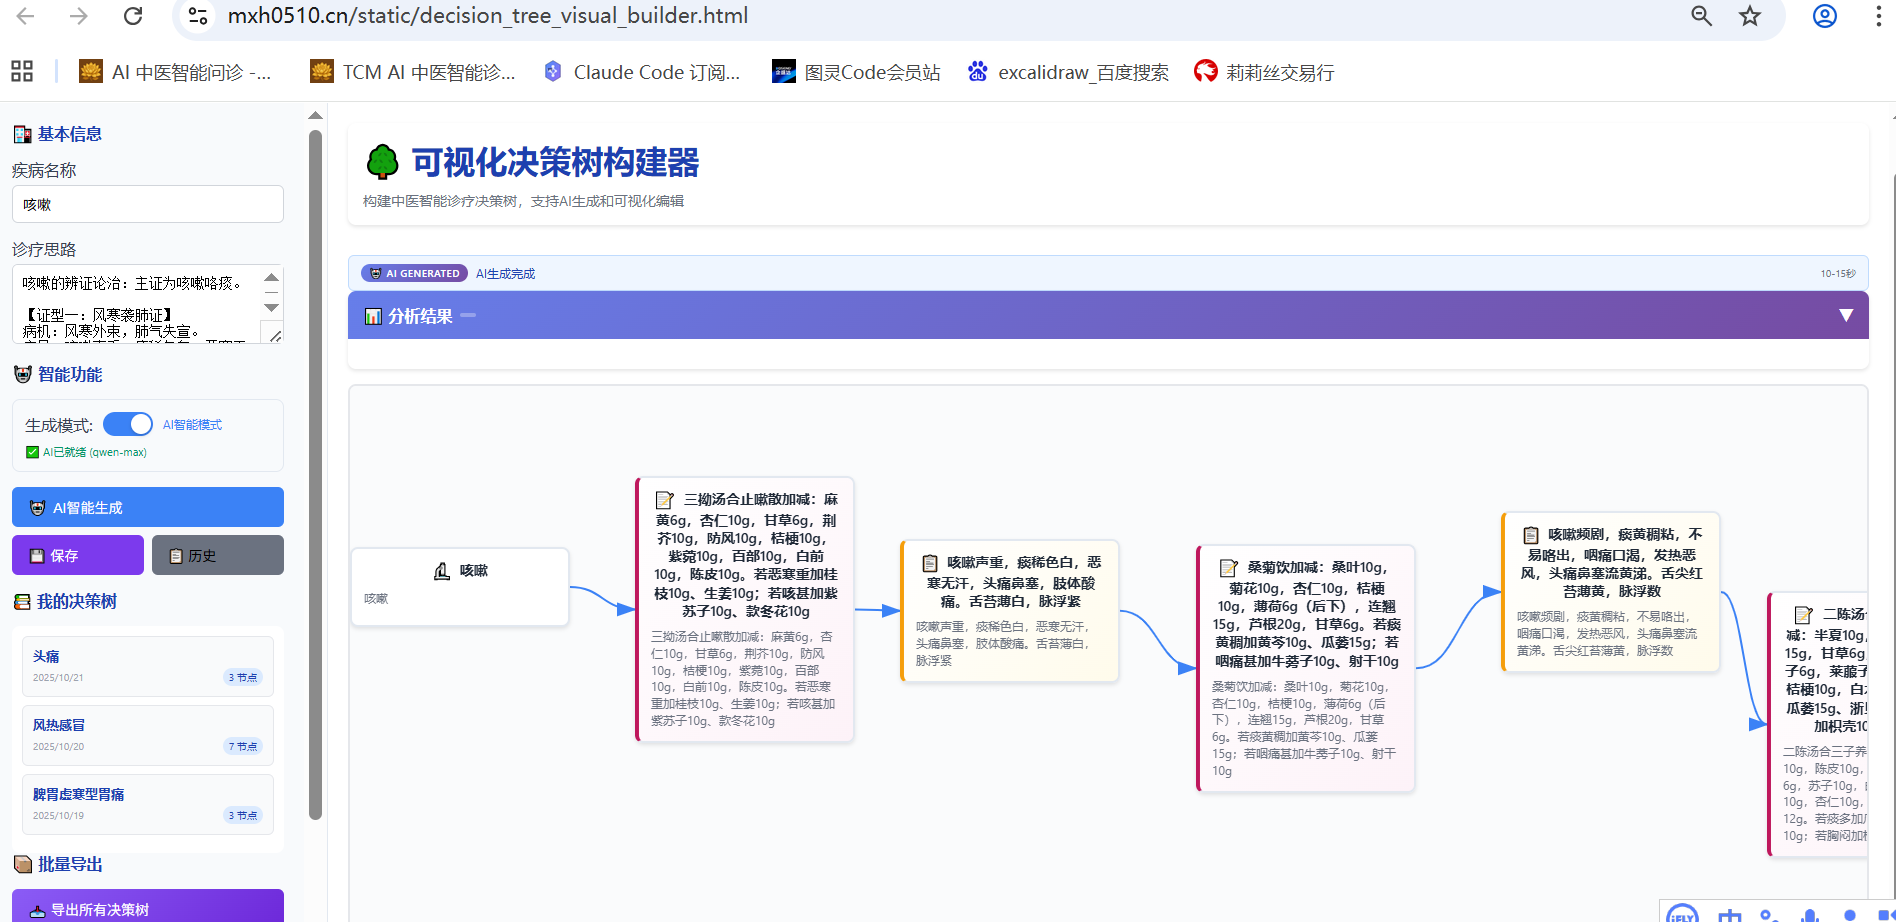 mxh0510.cn/static/decision_tree_visual_builder.html
AI 中医智能问诊 -...
TCM AI 中医智能诊...
Claude Code 订阅...
图灵Code会员站
excalidraw_百度搜索
莉莉丝交易行
基本信息
疾病名称
咳嗽
诊疗思路
咳嗽的辨证论治：主证为咳嗽咯痰。
【证型一：风寒袭肺证】
病机：风寒外束，肺气失宣。
智能功能
生成模式:
AI智能模式
AI已就绪 (qwen-max)
AI智能生成
保存
历史
我的决策树
头痛
2025/10/21
3 节点
风热感冒
2025/10/20
7 节点
脾胃虚寒型胃痛
2025/10/19
3 节点
批量导出
导出所有决策树
可视化决策树构建器
构建中医智能诊疗决策树，支持AI生成和可视化编辑
AI GENERATED
AI生成完成
10-15秒
分析结果
咳嗽
咳嗽
三拗汤合止嗽散加减：麻
黄6g，杏仁10g，甘草6g，荆
芥10g，防风10g，桔梗10g，
紫菀10g，百部10g，白前
10g，陈皮10g。若恶寒重加桂
枝10g、生姜10g；若咳甚加紫
苏子10g、款冬花10g
三拗汤合止嗽散加减：麻黄6g，杏
仁10g，甘草6g，荆芥10g，防风
10g，桔梗10g，紫菀10g，百部
10g，白前10g，陈皮10g。若恶寒
重加桂枝10g、生姜10g；若咳甚加
紫苏子10g、款冬花10g
咳嗽声重，痰稀色白，恶
寒无汗，头痛鼻塞，肢体酸
痛。舌苔薄白，脉浮紧
咳嗽声重，痰稀色白，恶寒无汗，
头痛鼻塞，肢体酸痛。舌苔薄白，
脉浮紧
桑菊饮加减：桑叶10g，
菊花10g，杏仁10g，桔梗
10g，薄荷6g（后下），连翘
15g，芦根20g，甘草6g。若痰
黄稠加黄芩10g、瓜蒌15g；若
咽痛甚加牛蒡子10g、射干10g
桑菊饮加减：桑叶10g，菊花10g，
杏仁10g，桔梗10g，薄荷6g（后
下），连翘15g，芦根20g，甘草
6g。若痰黄稠加黄芩10g、瓜蒌
15g；若咽痛甚加牛蒡子10g、射干
10g
咳嗽频剧，痰黄稠粘，不
易咯出，咽痛口渴，发热恶
风，头痛鼻塞流黄涕。舌尖红
苔薄黄，脉浮数
咳嗽频剧，痰黄稠粘，不易咯出，
咽痛口渴，发热恶风，头痛鼻塞流
黄涕。舌尖红苔薄黄，脉浮数
二陈汤合
减：半夏10g，
15g，甘草6g
子6g，莱菔子
桔梗10g，白
瓜蒌15g、浙
加枳壳10
二陈汤合三子养
10g，陈皮10g，
6g，苏子10g，
10g，杏仁10g，
12g。若痰多加
10g；若胸闷加
iFLY
中